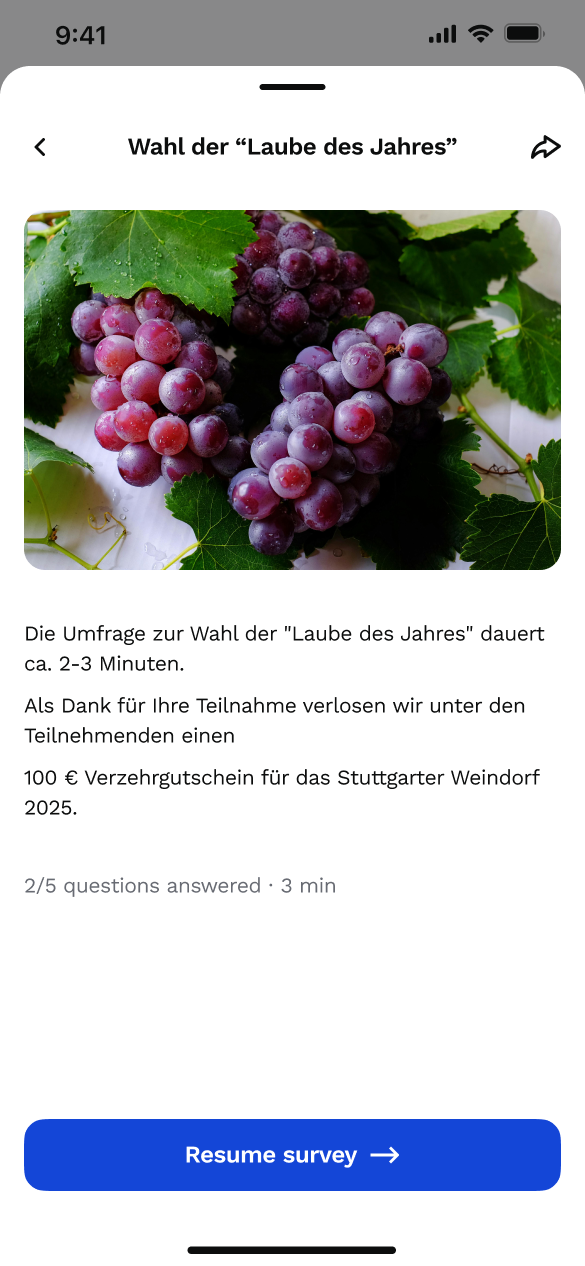 9:41
Wahl der “Laube des Jahres”
Die Umfrage zur Wahl der "Laube des Jahres" dauert
ca. 2-3 Minuten.
Als Dank für Ihre Teilnahme verlosen wir unter den
Teilnehmenden einen
100 € Verzehrgutschein für das Stuttgarter Weindorf
2025.
2/5 questions answered · 3 min
Resume survey →